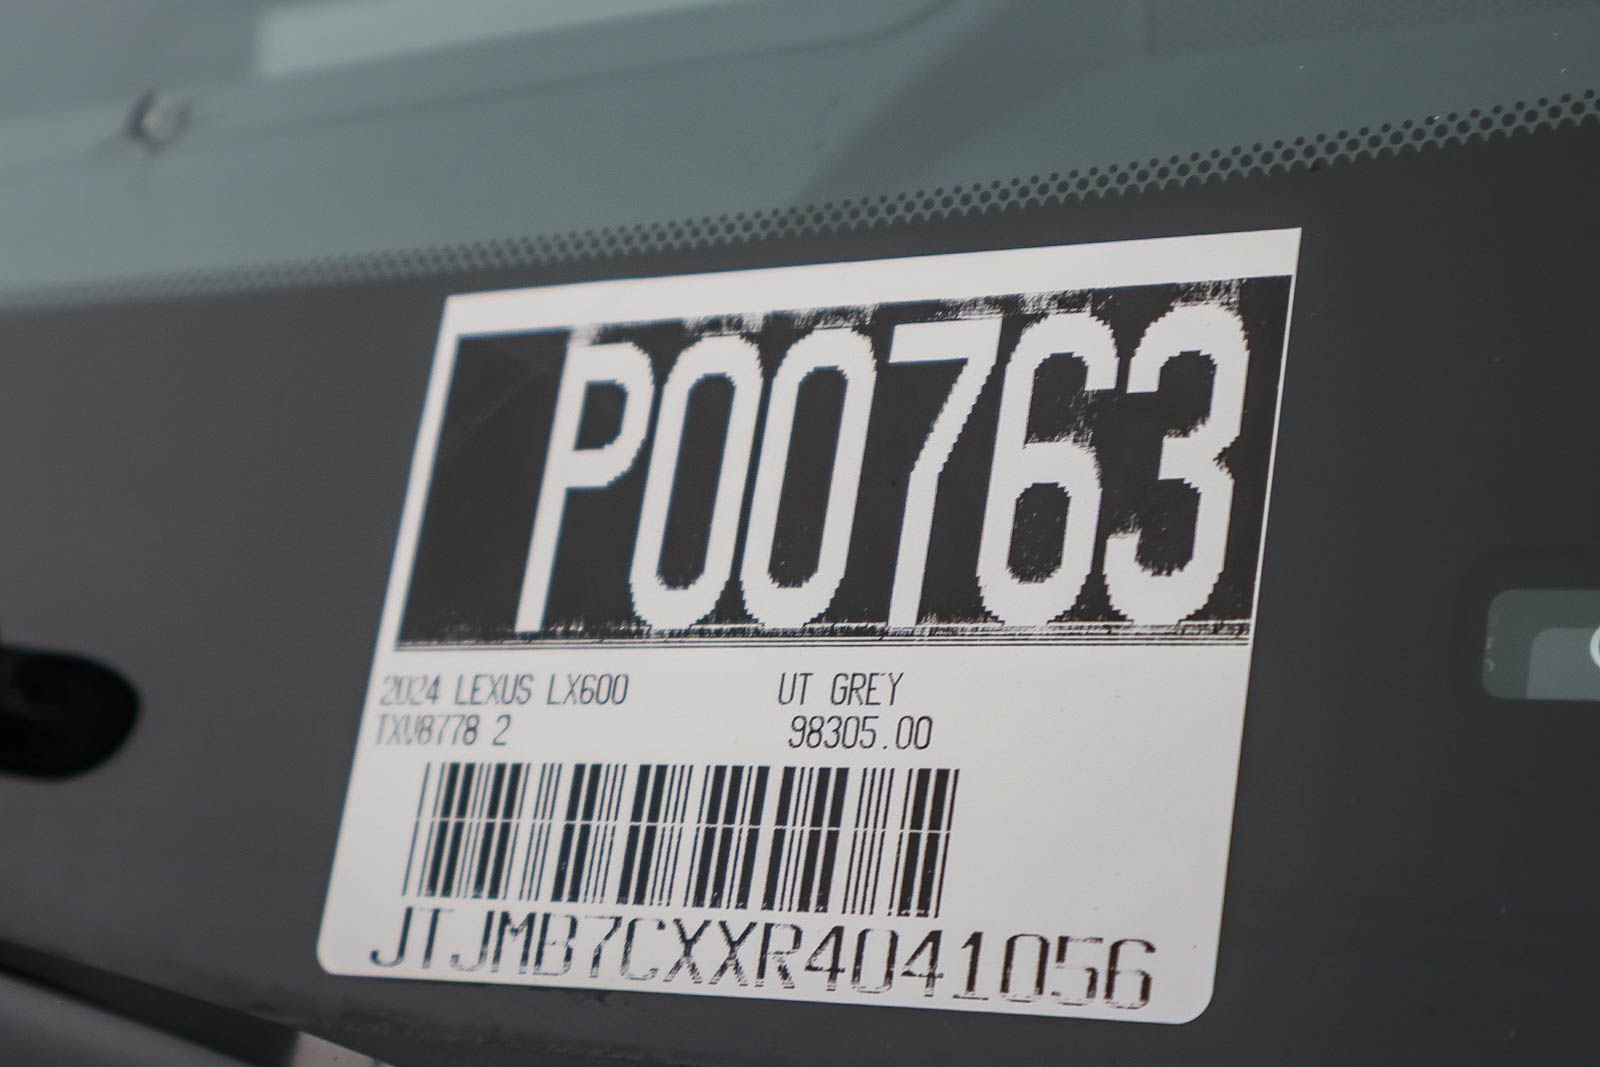 P00763
2024 LEXUS LX600 UT GREY
TXV8778 2 98305.00
JTJMB7CXXR4041056